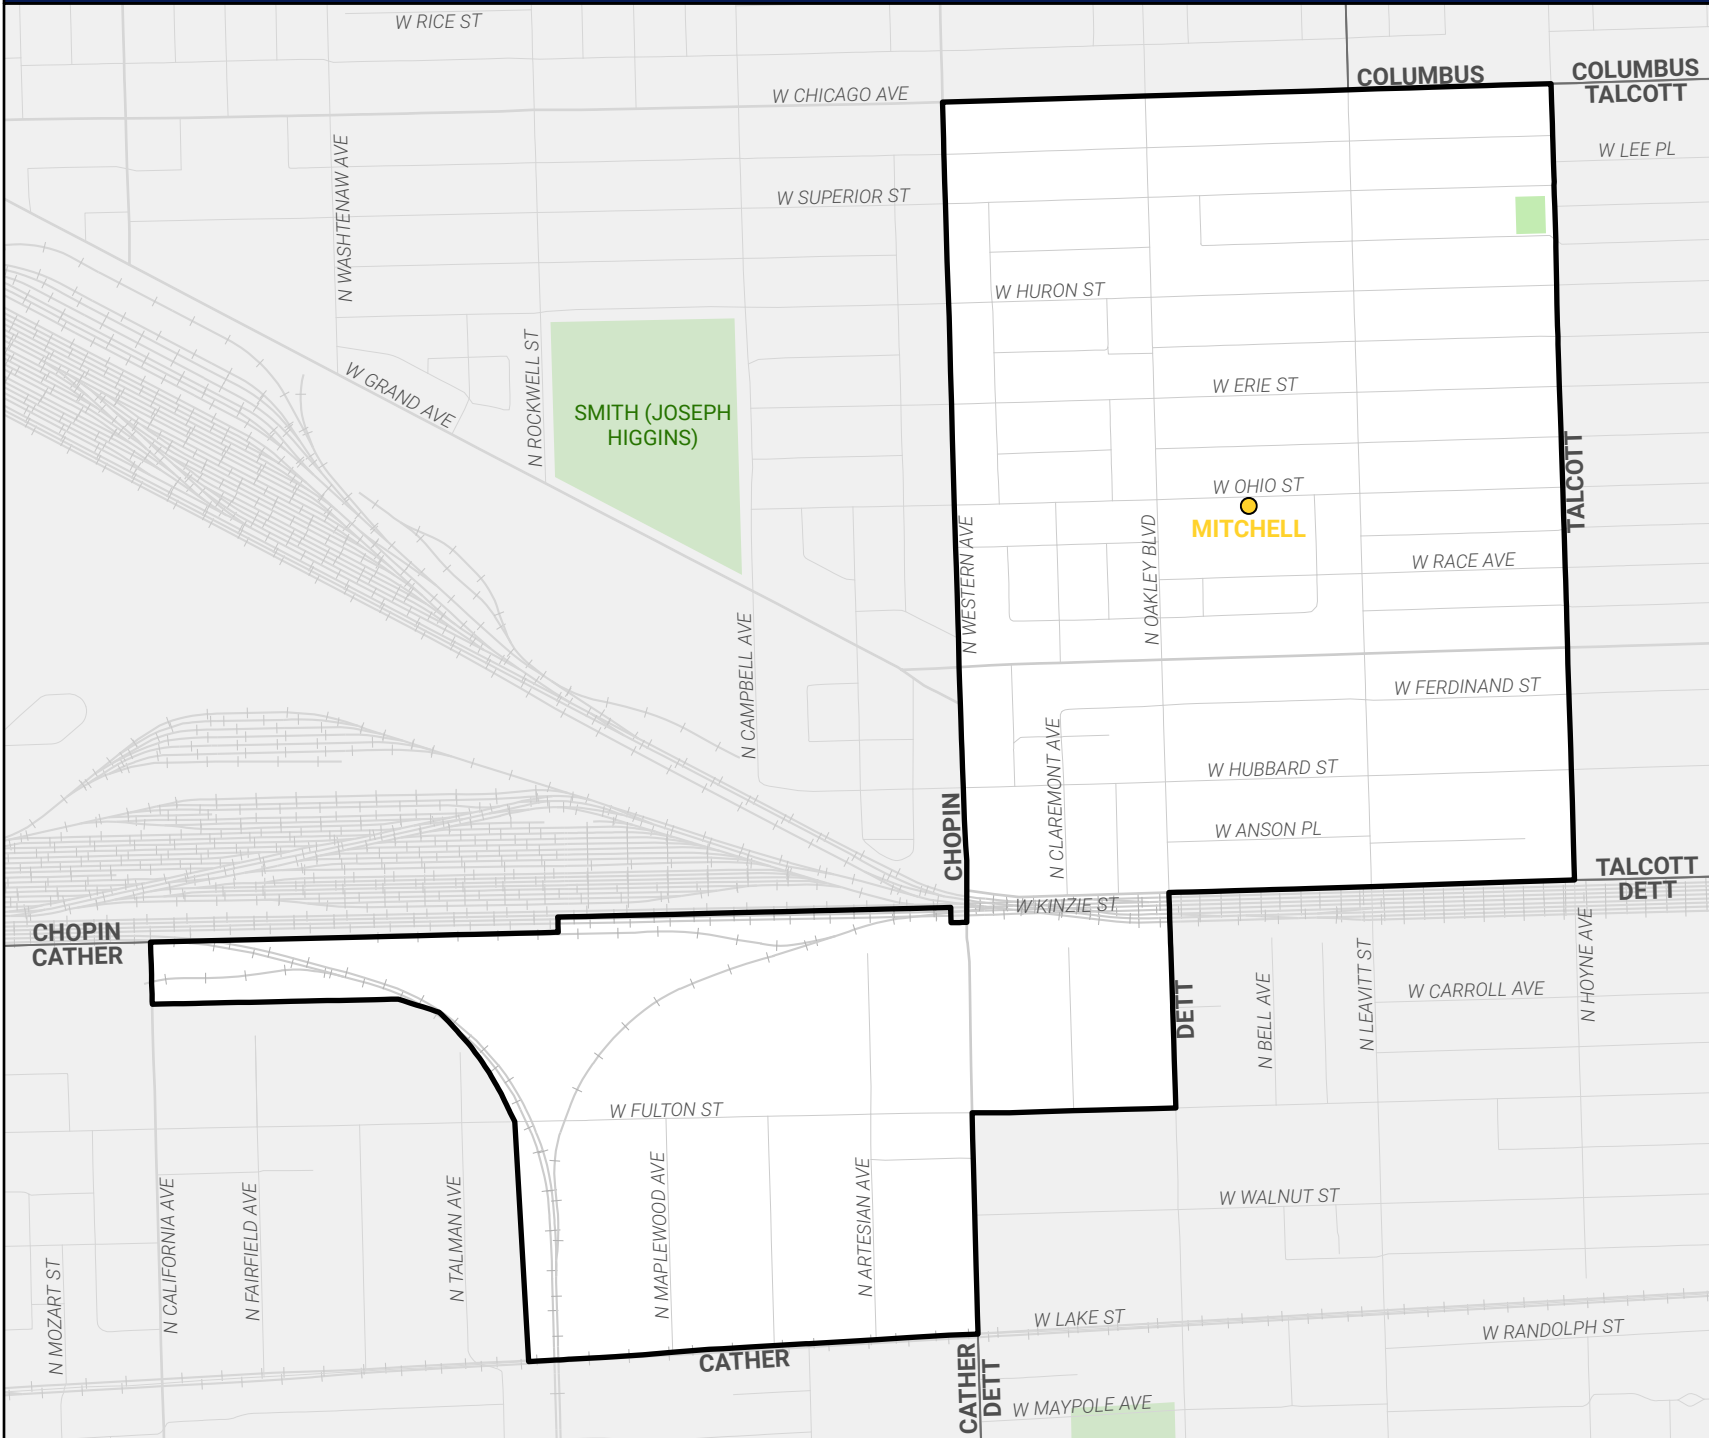 W RICE ST
COLUMBUS
COLUMBUS
TALCOTT
W CHICAGO AVE
W LEE PL
N WASHTENAW AVE
W SUPERIOR ST
W HURON ST
W GRAND AVE
N ROCKWELL ST
SMITH (JOSEPH
HIGGINS)
W ERIE ST
TALCOTT
W OHIO ST
MITCHELL
N WESTERN AVE
N OAKLEY BLVD
W RACE AVE
N CAMPBELL AVE
W FERDINAND ST
N CLAREMONT AVE
W HUBBARD ST
CHOPIN
W ANSON PL
TALCOTT
DETT
W KINZIE ST
CHOPIN
CATHER
N HOYNE AVE
N LEAVITT ST
N BELL AVE
DETT
W CARROLL AVE
W FULTON ST
N MAPLEWOOD AVE
N ARTESIAN AVE
N CALIFORNIA AVE
N FAIRFIELD AVE
N TALMAN AVE
W WALNUT ST
N MOZART ST
W LAKE ST
W RANDOLPH ST
CATHER
CATHER
DETT
W MAYPOLE AVE